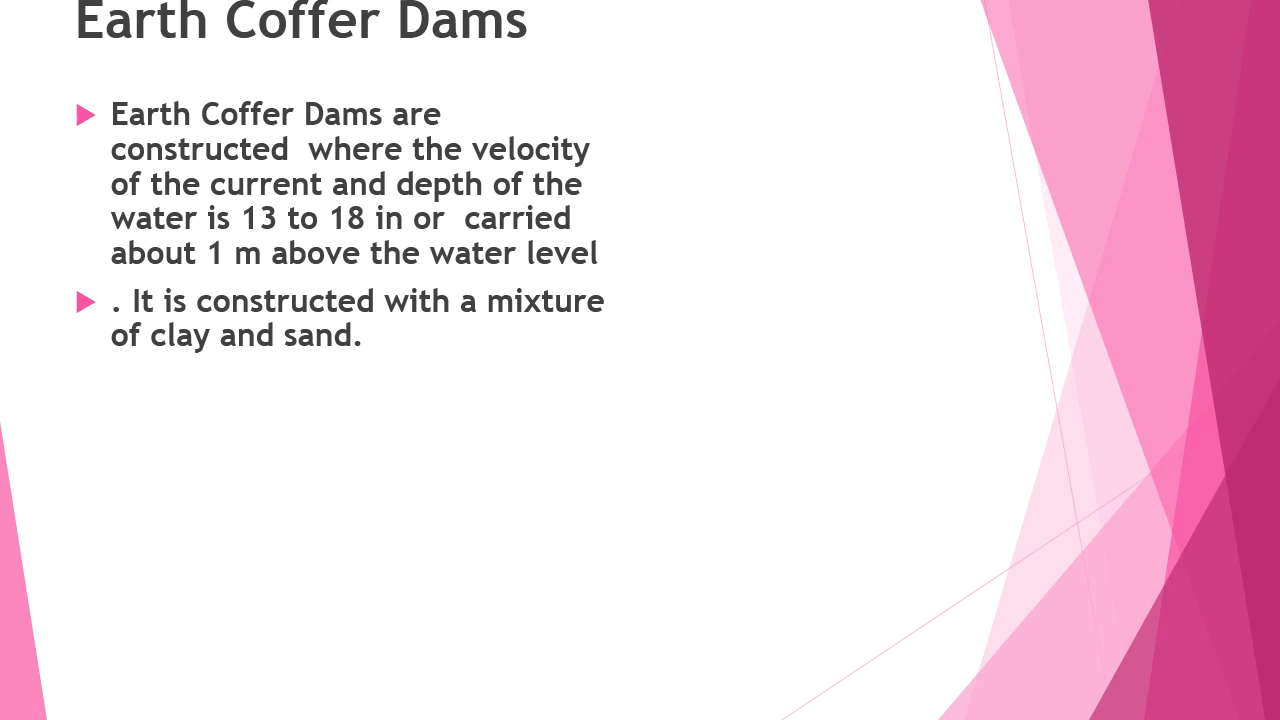 Earth Coffer Dams
Earth Coffer Dams are
constructed  where the velocity
of the current and depth of the
water is 13 to 18 in or  carried
about 1 m above the water level
. It is constructed with a mixture
of clay and sand.